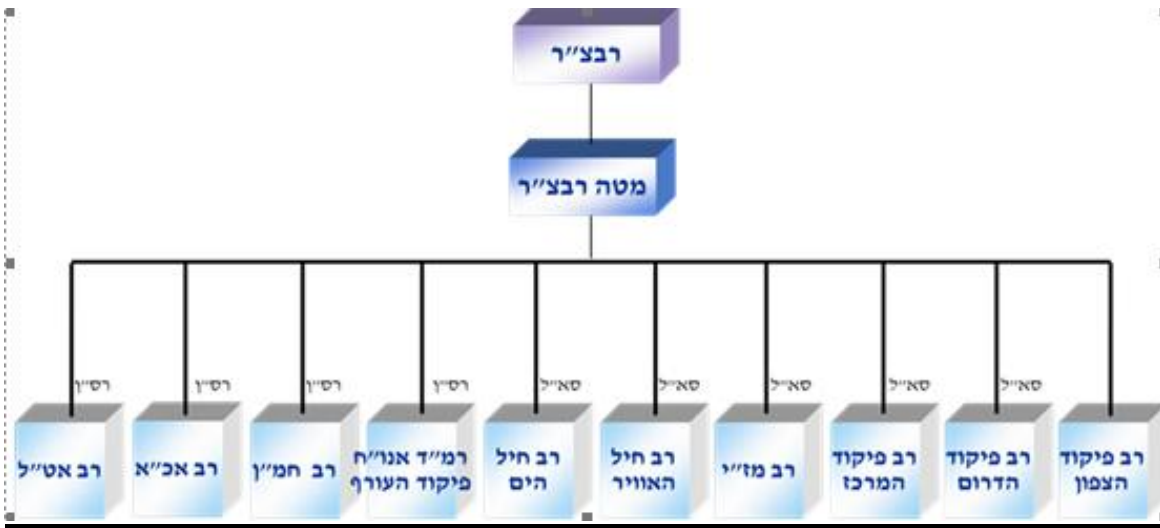 רבצ״ר
מטה רבצ״ר
סא״ל
סא״ל
סא״ל
סא״ל
סא״ל
רס״ן
רס״ן
רס״ן
רס״ן
רב פיקוד
הצפון
רב פיקוד
הדרום
רב פיקוד
המרכז
רב מז״י
רב חיל
האוויר
רב חיל
הים
רמ״ד אנו״ח
פיקוד העורף
רב חמ״ן
רב אכ״א
רב אט״ל